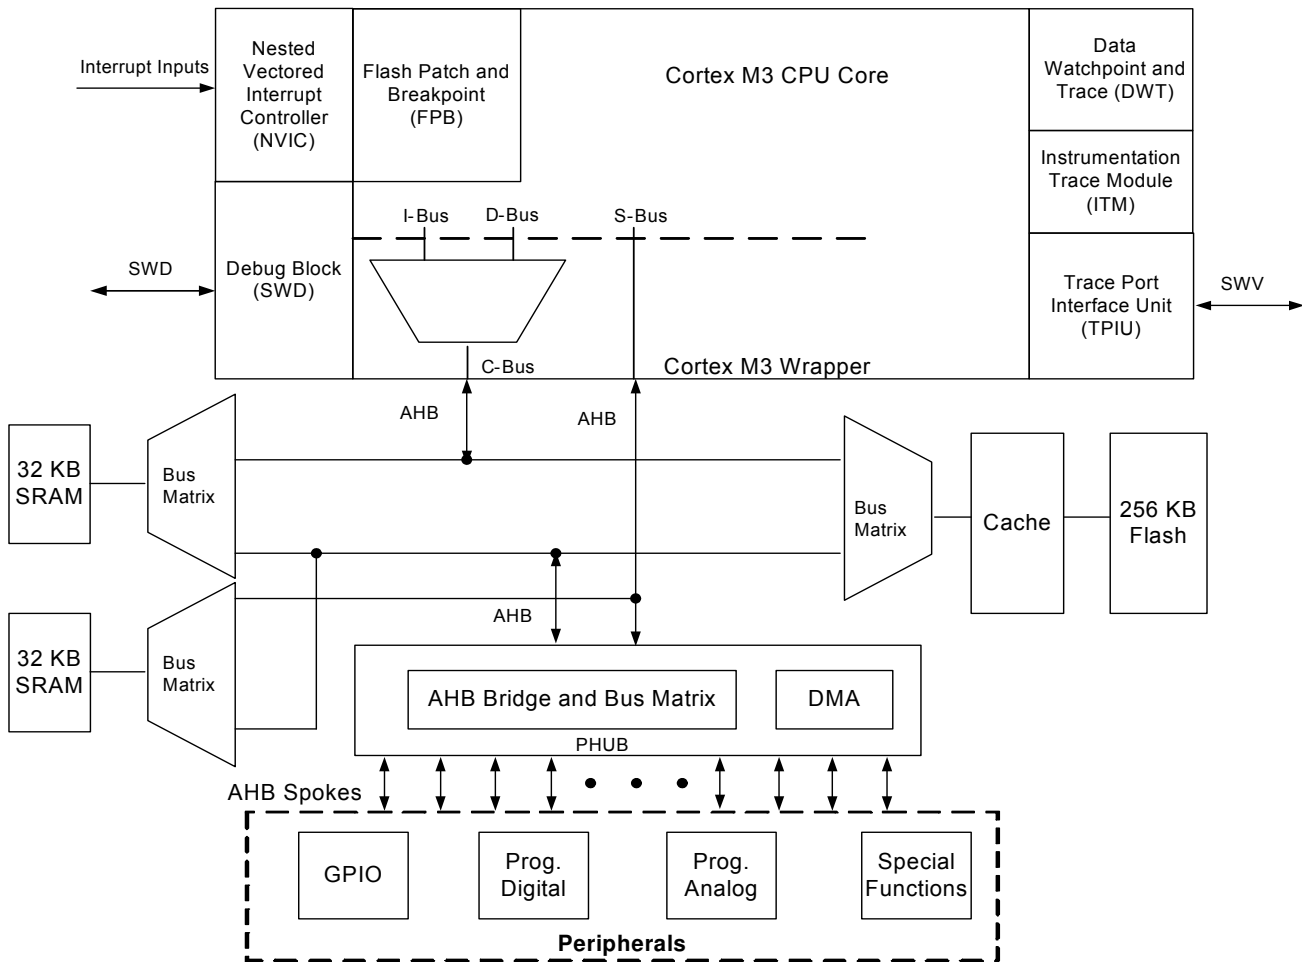 Interrupt Inputs
Nested
Vectored
Interrupt
Controller
(NVIC)
Flash Patch and
Breakpoint
(FPB)
Cortex M3 CPU Core
Data
Watchpoint and
Trace (DWT)
Instrumentation
Trace Module
(ITM)
I-Bus
D-Bus
S-Bus
SWD
Debug Block
(SWD)
Trace Port
Interface Unit
(TPIU)
SWV
C-Bus
Cortex M3 Wrapper
AHB
AHB
32 KB
SRAM
Bus
Matrix
Bus
Matrix
Cache
256 KB
Flash
AHB
32 KB
SRAM
Bus
Matrix
AHB Bridge and Bus Matrix
DMA
PHUB
AHB Spokes
GPIO
Prog.
Digital
Prog.
Analog
Special
Functions
Peripherals